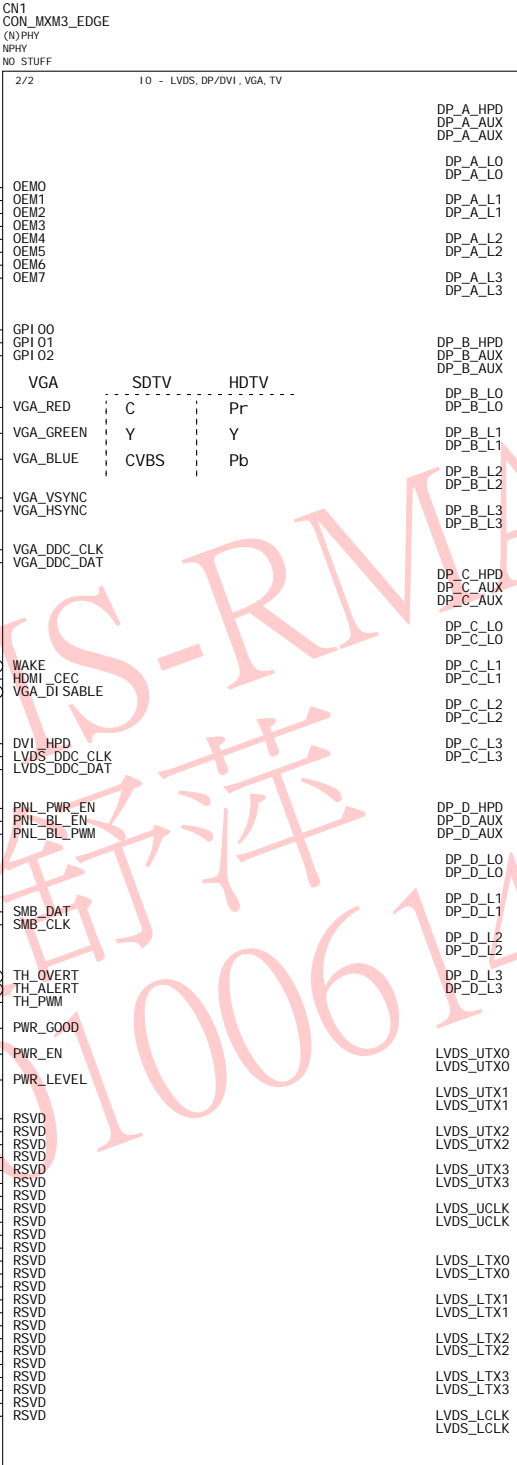 CN1
CON_MXM3_EDGE
(N)PHY
NPHY
NO STUFF
2/2 IO - LVDS,DP/DVI,VGA,TV
DP_A_HPD
DP_A_AUX
DP_A_AUX
DP_A_L0
DP_A_L0
OEM0
OEM1 DP_A_L1
OEM2 DP_A_L1
OEM3
OEM4 DP_A_L2
OEM5 DP_A_L2
OEM6
OEM7 DP_A_L3
DP_A_L3
GPIO0
GPIO1 DP_B_HPD
GPIO2 DP_B_AUX
DP_B_AUX
VGA SDTV HDTV
DP_B_L0
VGA_RED C Pr DP_B_L0
VGA_GREEN Y Y DP_B_L1
DP_B_L1
VGA_BLUE CVBS Pb
DP_B_L2
DP_B_L2
VGA_VSYNC
VGA_HSYNC DP_B_L3
DP_B_L3
VGA_DDC_CLK
VGA_DDC_DAT
DP_C_HPD
DP_C_AUX
DP_C_AUX
DP_C_L0
DP_C_L0
WAKE DP_C_L1
HDMI_CEC DP_C_L1
VGA_DISABLE
DP_C_L2
DP_C_L2
DVI_HPD DP_C_L3
LVDS_DDC_CLK DP_C_L3
LVDS_DDC_DAT
PNL_PWR_EN DP_D_HPD
PNL_BL_EN DP_D_AUX
PNL_BL_PWM DP_D_AUX
DP_D_L0
DP_D_L0
DP_D_L1
SMB_DAT DP_D_L1
SMB_CLK
DP_D_L2
DP_D_L2
TH_OVERT DP_D_L3
TH_ALERT DP_D_L3
TH_PWM
PWR_GOOD
PWR_EN LVDS_UTX0
LVDS_UTX0
PWR_LEVEL
LVDS_UTX1
LVDS_UTX1
RSVD
RSVD LVDS_UTX2
RSVD LVDS_UTX2
RSVD
RSVD LVDS_UTX3
RSVD LVDS_UTX3
RSVD
RSVD LVDS_UCLK
RSVD LVDS_UCLK
RSVD
RSVD
RSVD LVDS_LTX0
RSVD LVDS_LTX0
RSVD
RSVD LVDS_LTX1
RSVD LVDS_LTX1
RSVD
RSVD LVDS_LTX2
RSVD LVDS_LTX2
RSVD
RSVD LVDS_LTX3
RSVD LVDS_LTX3
RSVD
RSVD LVDS_LCLK
LVDS_LCLK
IS-RMA
舒萍
0100614